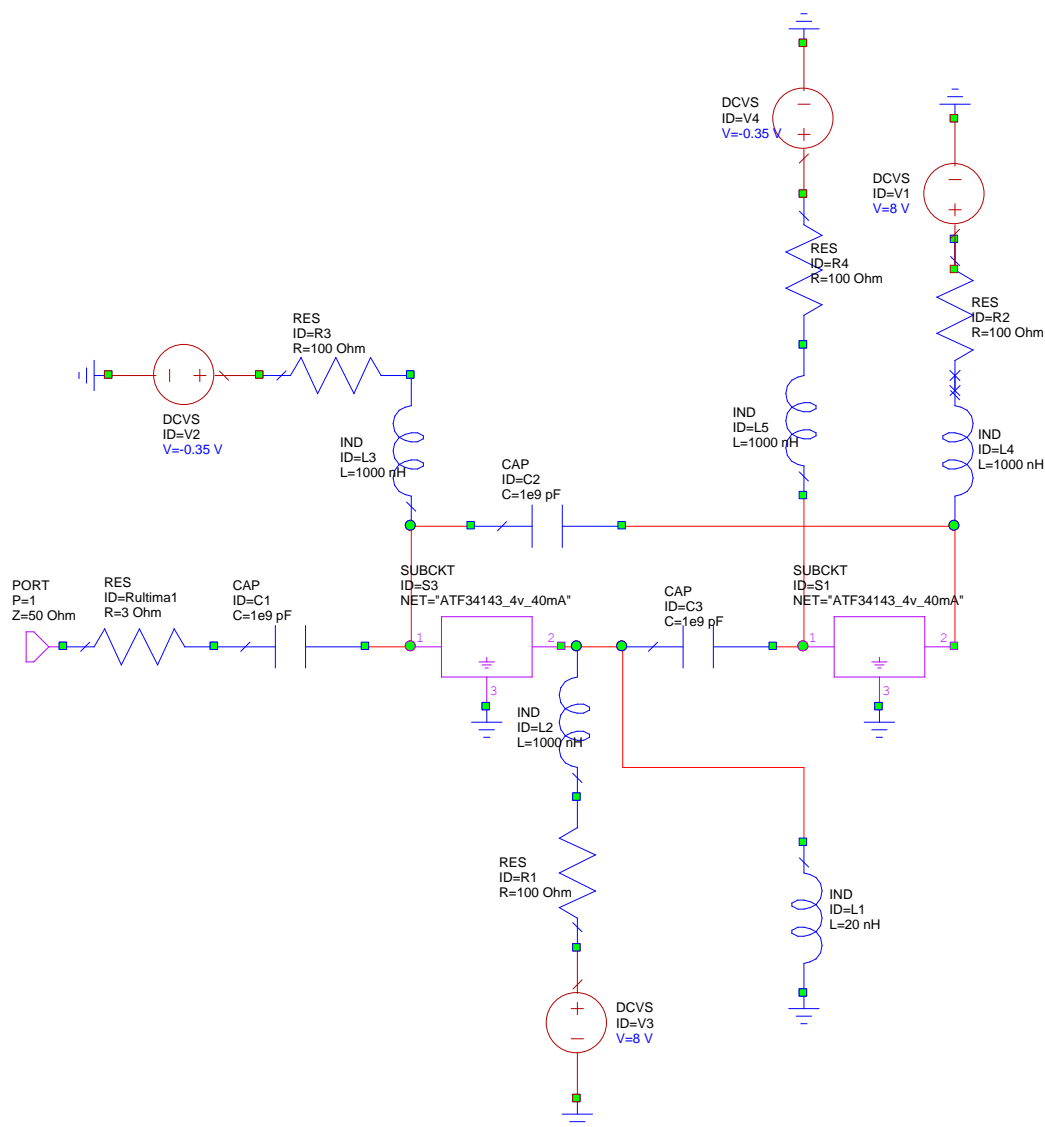 DCVS
ID=V4
V=-0.35 V
DCVS
ID=V1
V=8 V
RES
ID=R4
R=100 Ohm
RES
ID=R2
R=100 Ohm
RES
ID=R3
R=100 Ohm
DCVS
ID=V2
V=-0.35 V
IND
ID=L3
L=1000 nH
IND
ID=L5
L=1000 nH
IND
ID=L4
L=1000 nH
CAP
ID=C2
C=1e9 pF
PORT
P=1
Z=50 Ohm
RES
ID=Rultima1
R=3 Ohm
CAP
ID=C1
C=1e9 pF
SUBCKT
ID=S3
NET="ATF34143_4v_40mA"
1
2
3
CAP
ID=C3
C=1e9 pF
SUBCKT
ID=S1
NET="ATF34143_4v_40mA"
1
2
3
IND
ID=L2
L=1000 nH
RES
ID=R1
R=100 Ohm
IND
ID=L1
L=20 nH
DCVS
ID=V3
V=8 V